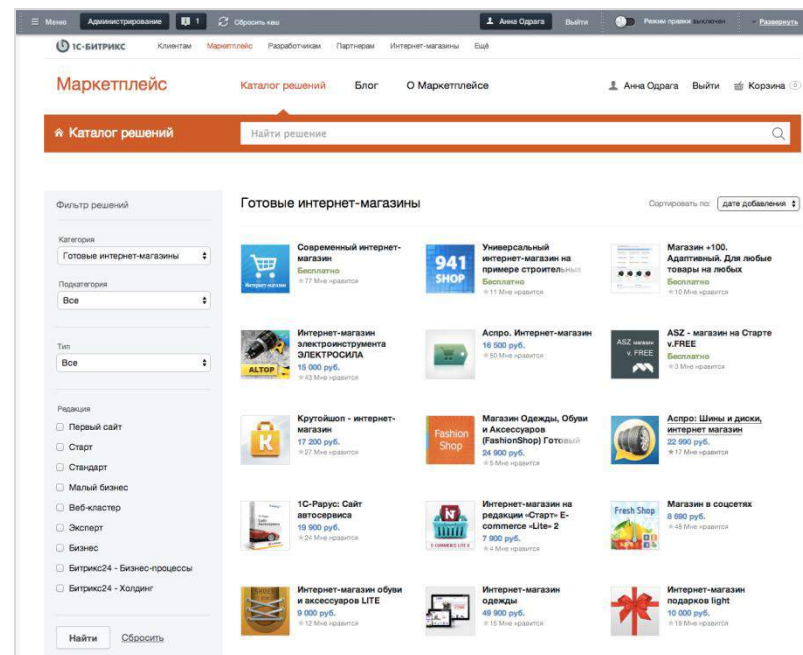 Меню Администрирование 1 Сбросить кеш Анна Одрага Выйти Режим правки выключен Развернуть
1С-БИТРИКС Клиентам Маркетплейс Разработчикам Партнерам Интернет-магазины Ещё
Маркетплейс Каталог решений Блог О Маркетплейсе Анна Одрага Выйти Корзина 0
Каталог решений Найти решение
Фильтр решений
Категория
Готовые интернет-магазины
Подкатегория
Все
Тип
Все
Редакция
Первый сайт
Старт
Стандарт
Малый бизнес
Веб-кластер
Эксперт
Бизнес
Битрикс24 - Бизнес-процессы
Битрикс24 - Холдинг
Найти Сбросить
Готовые интернет-магазины Сортировать по: дате добавления
Интернет-магазин
Современный интернет-
магазин
Бесплатно
77 Мне нравится
941
SHOP
Универсальный
интернет-магазин на
примере строительных
Бесплатно
11 Мне нравится
Магазин +100.
Адаптивный. Для любые
товары на любых
Бесплатно
10 Мне нравится
ALTOP
Интернет-магазин
электроинструмента
ЭЛЕКТРОСИЛА
15 000 руб.
43 Мне нравится
Аспро. Интернет-магазин
16 500 руб.
80 Мне нравится
ASZ магазин
v. FREE
ASZ - магазин на Старте
v.FREE
Бесплатно
3 Мне нравится
К
Крутойшоп - интернет-
магазин
17 200 руб.
27 Мне нравится
Fashion
Shop
Магазин Одежды, Обуви
и Аксессуаров
(FashionShop) Готовый
24 900 руб.
5 Мне нравится
Аспро: Шины и диски,
интернет магазин
22 990 руб.
17 Мне нравится
1С-Рарус: Сайт
автосервиса
19 900 руб.
24 Мне нравится
E-COMMERCE LITE 2
Интернет-магазин на
редакции «Старт» E-
commerce «Lite» 2
7 900 руб.
4 Мне нравится
Fresh Shop
Магазин в соцсетях
8 690 руб.
45 Мне нравится
Интернет-магазин обуви
и аксессуаров LITE
9 000 руб.
12 Мне нравится
Интернет-магазин
одежды
49 900 руб.
15 Мне нравится
Интернет-магазин
подарков light
10 000 руб.
15 Мне нравится